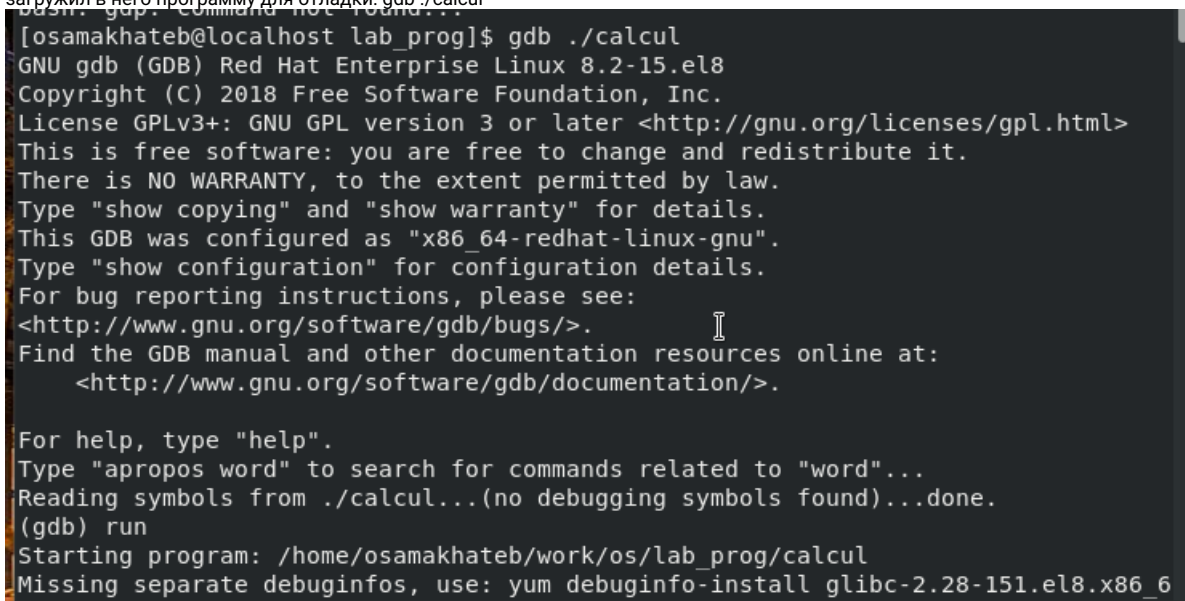 загрузил в него программу для отладки: gdb ./calcul
bash: gdp: command not found...
[osamakhateb@localhost lab_prog]$ gdb ./calcul
GNU gdb (GDB) Red Hat Enterprise Linux 8.2-15.el8
Copyright (C) 2018 Free Software Foundation, Inc.
License GPLv3+: GNU GPL version 3 or later <http://gnu.org/licenses/gpl.html>
This is free software: you are free to change and redistribute it.
There is NO WARRANTY, to the extent permitted by law.
Type "show copying" and "show warranty" for details.
This GDB was configured as "x86_64-redhat-linux-gnu".
Type "show configuration" for configuration details.
For bug reporting instructions, please see:
<http://www.gnu.org/software/gdb/bugs/>.
Find the GDB manual and other documentation resources online at:
    <http://www.gnu.org/software/gdb/documentation/>.

For help, type "help".
Type "apropos word" to search for commands related to "word"...
Reading symbols from ./calcul...(no debugging symbols found)...done.
(gdb) run
Starting program: /home/osamakhateb/work/os/lab_prog/calcul
Missing separate debuginfos, use: yum debuginfo-install glibc-2.28-151.el8.x86_6